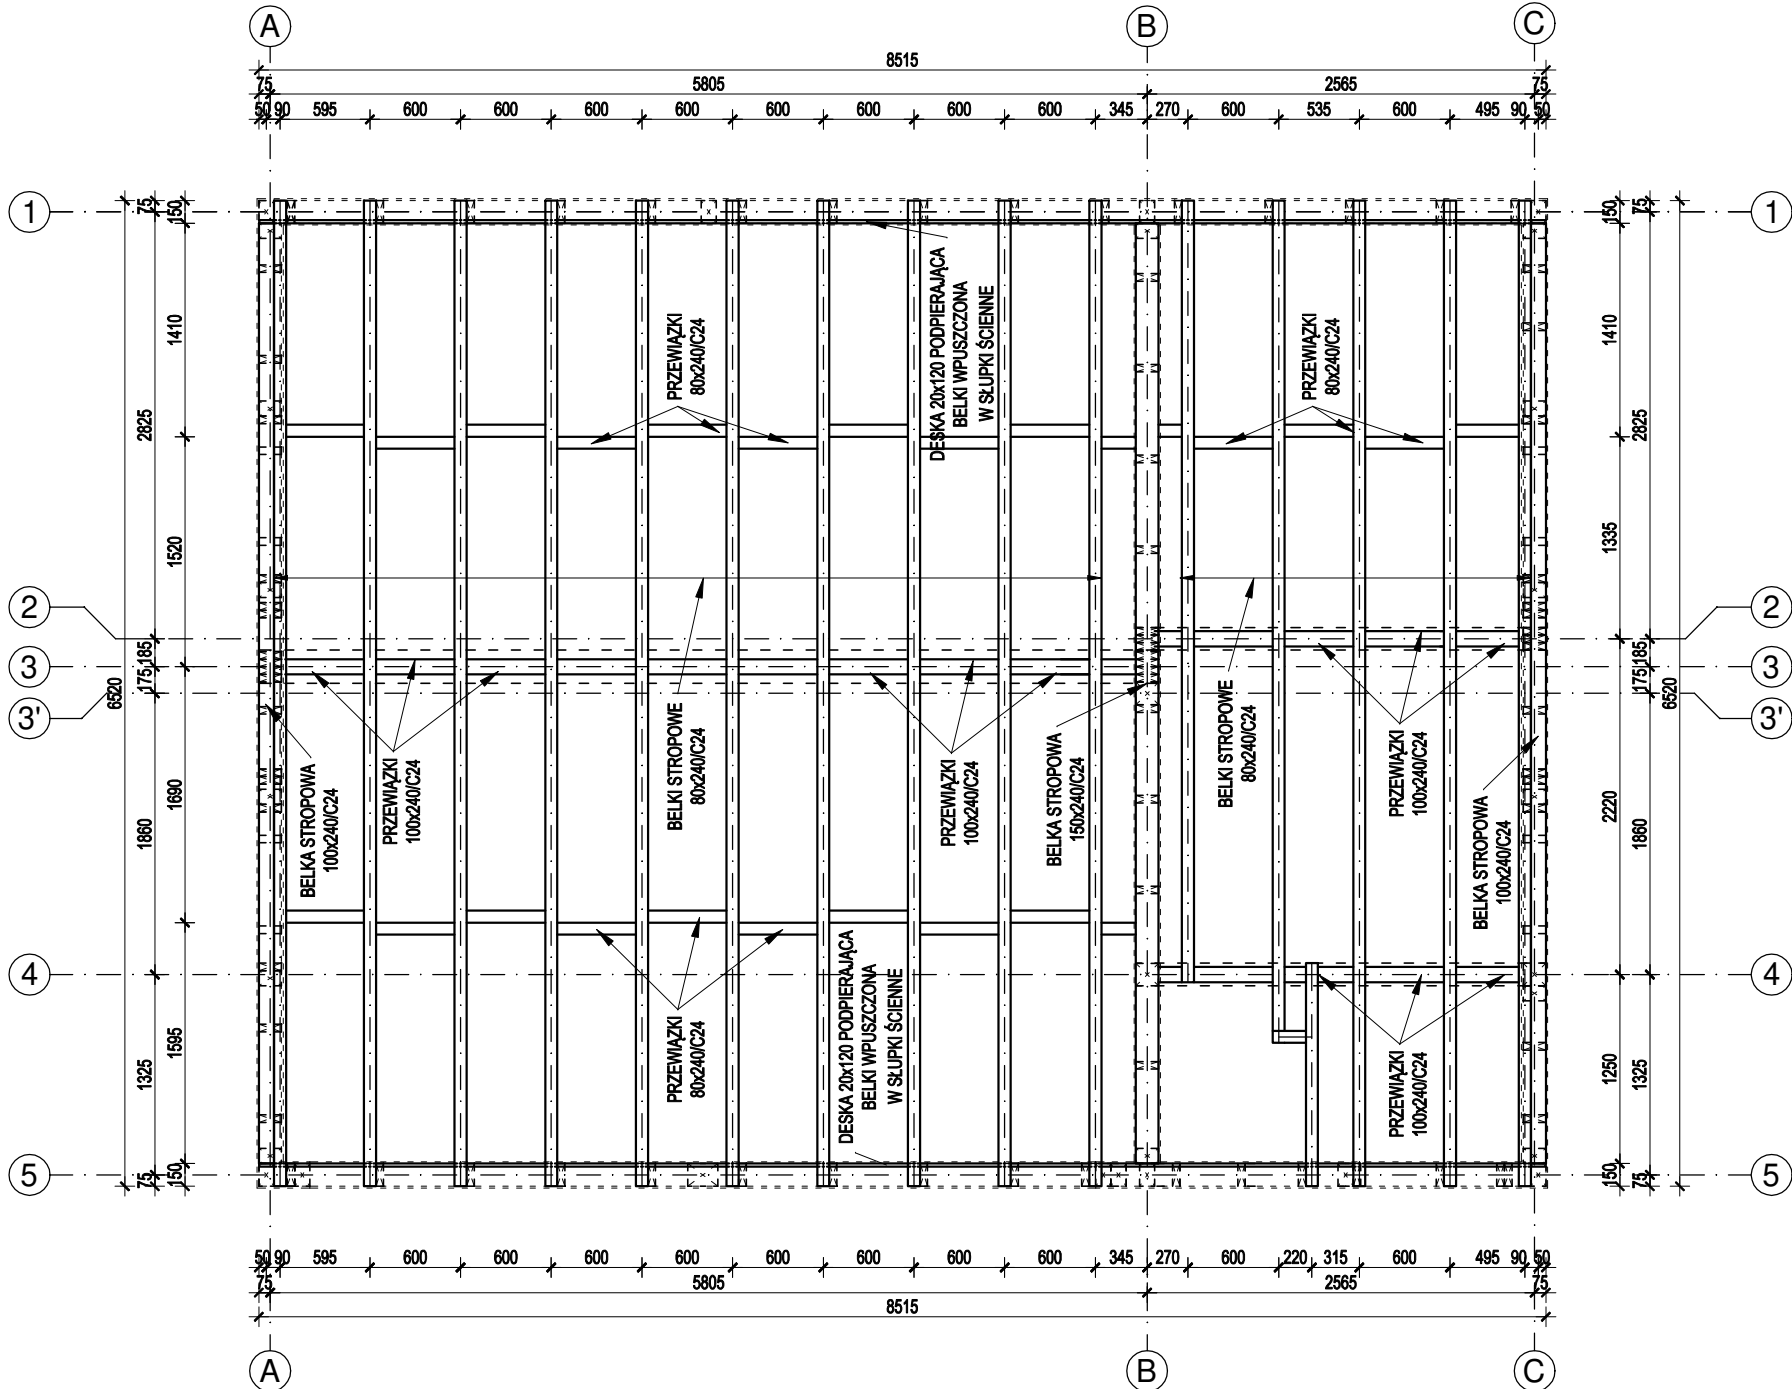 A
B
C
8515
75
5805
2565
75
50
90
595
600
600
600
600
600
600
600
600
345
270
600
535
600
495
90
50
1
75
150
150
75
1
1410
1410
2825
2825
PRZEWIĄZKI
80x240/C24
DESKA 20x120 PODPIERAJĄCA
BELKI WPUSZCZONA
W SŁUPKI ŚCIENNE
PRZEWIĄZKI
80x240/C24
1520
1335
2
2
185
185
3
3
175
175
3'
3'
6520
6520
BELKA STROPOWA
100x240/C24
PRZEWIĄZKI
100x240/C24
BELKI STROPOWE
80x240/C24
PRZEWIĄZKI
100x240/C24
BELKA STROPOWA
150x240/C24
BELKI STROPOWE
80x240/C24
PRZEWIĄZKI
100x240/C24
BELKA STROPOWA
100x240/C24
1690
1860
2220
1860
4
4
PRZEWIĄZKI
80x240/C24
DESKA 20x120 PODPIERAJĄCA
BELKI WPUSZCZONA
W SŁUPKI ŚCIENNE
PRZEWIĄZKI
100x240/C24
1595
1325
1250
1325
5
75
150
150
75
5
50
90
595
600
600
600
600
600
600
600
600
345
270
600
220
315
600
495
90
50
75
5805
2565
75
8515
A
B
C